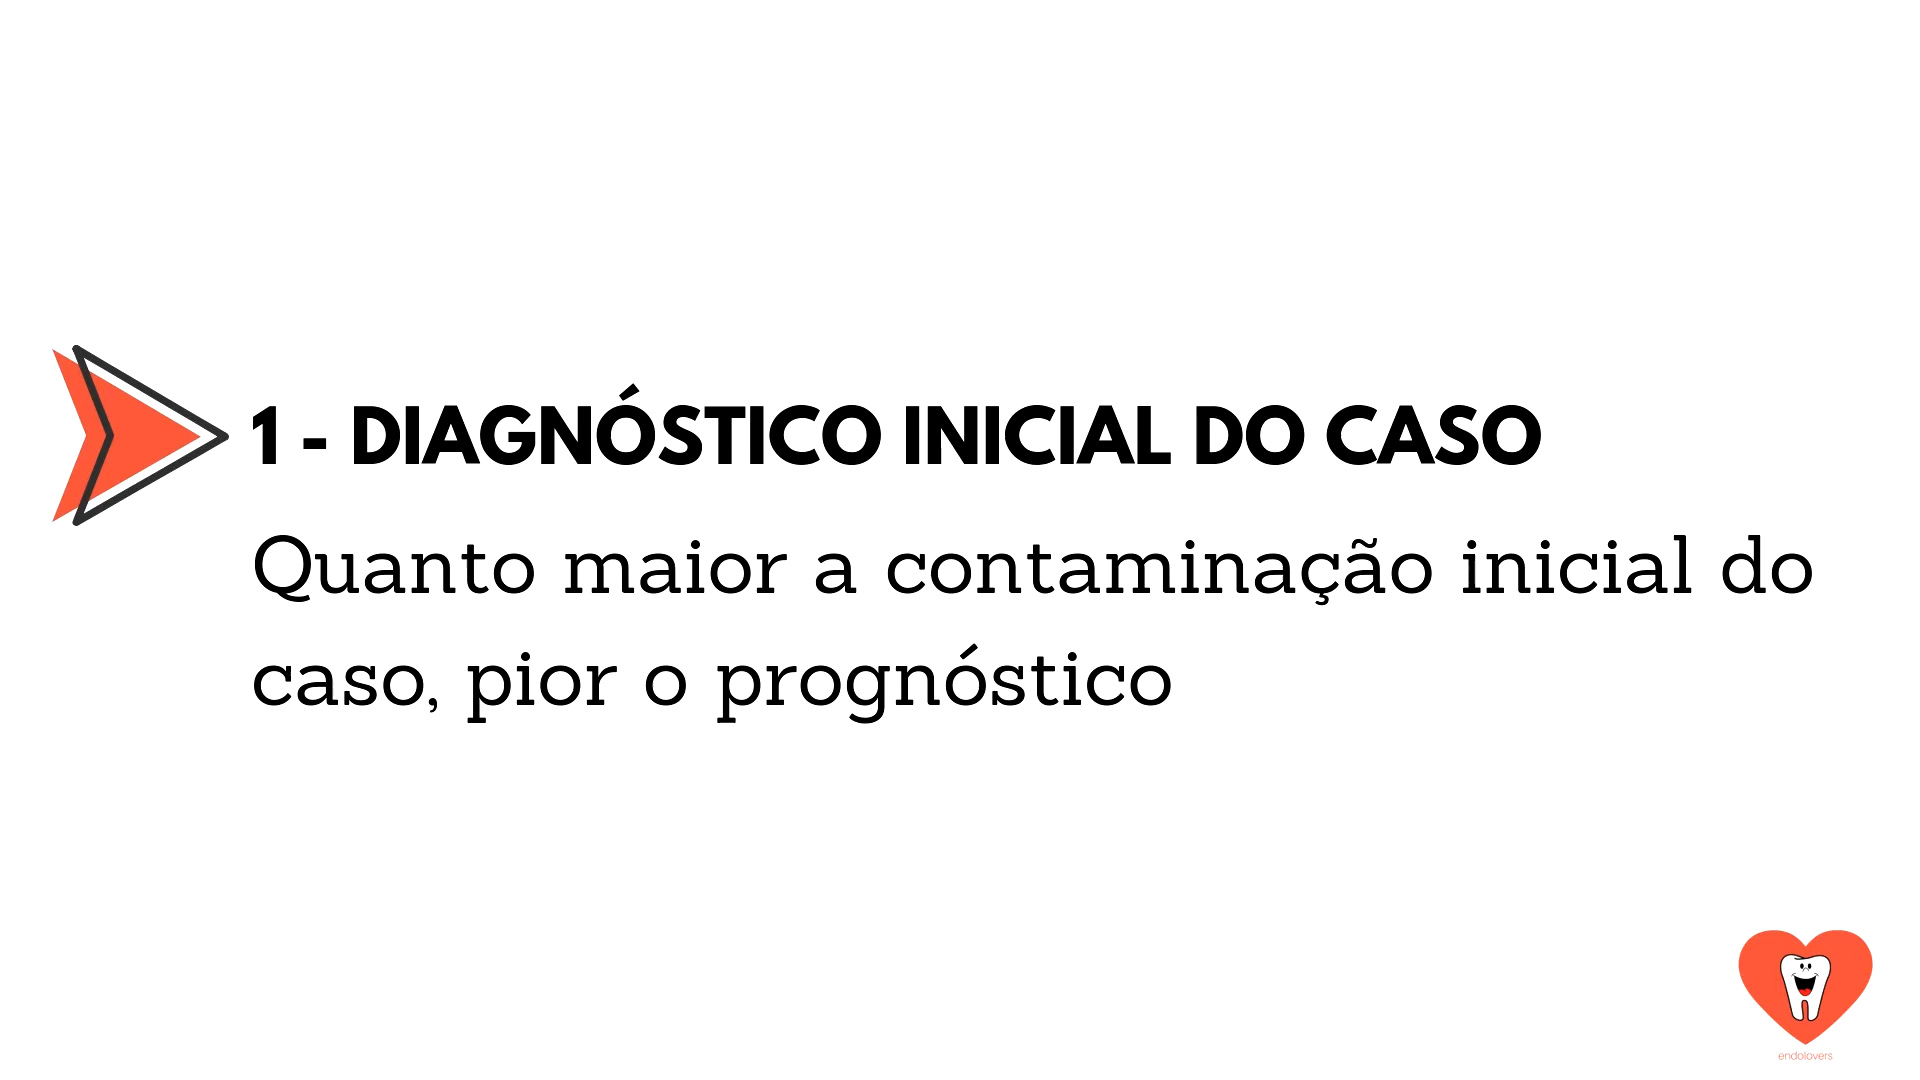 1 - DIAGNÓSTICO INICIAL DO CASO
Quanto maior a contaminação inicial do
caso, pior o prognóstico
endolovers